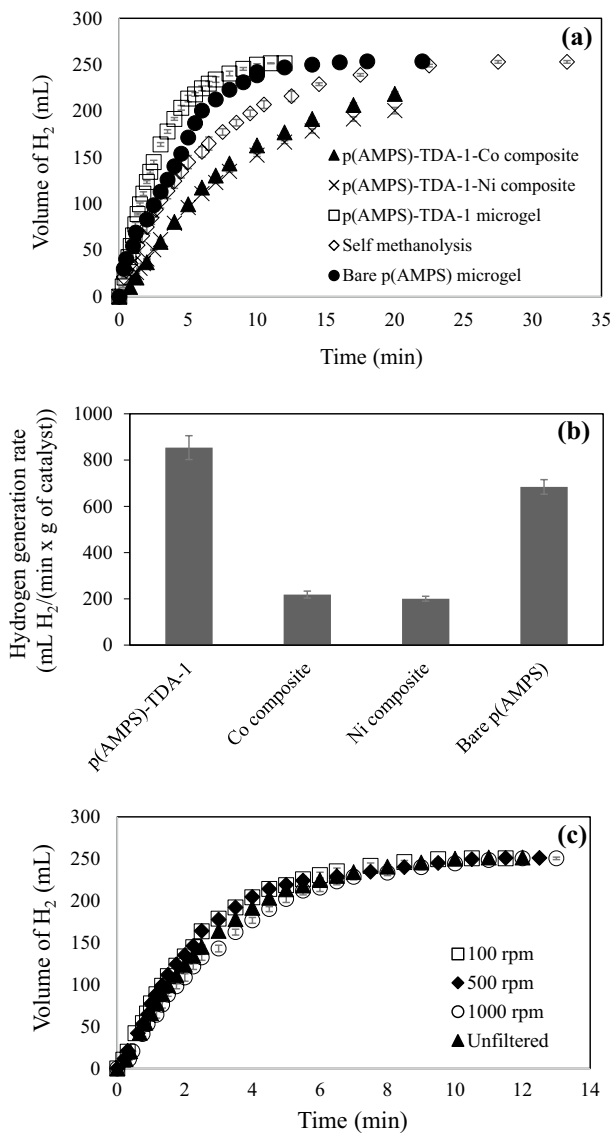 300
(a)
250
200
150
100
50
0
Volume of H2 (mL)
▲ p(AMPS)-TDA-1-Co composite
× p(AMPS)-TDA-1-Ni composite
□ p(AMPS)-TDA-1 microgel
◇ Self methanolysis
● Bare p(AMPS) microgel
0 5 10 15 20 25 30 35
Time (min)
1000
(b)
800
600
400
200
0
Hydrogen generation rate
(mL H2/(min x g of catalyst))
p(AMPS)-TDA-1
Co composite
Ni composite
Bare p(AMPS)
300
(c)
250
200
150
100
50
0
Volume of H2 (mL)
□ 100 rpm
◆ 500 rpm
○ 1000 rpm
▲ Unfiltered
0 2 4 6 8 10 12 14
Time (min)